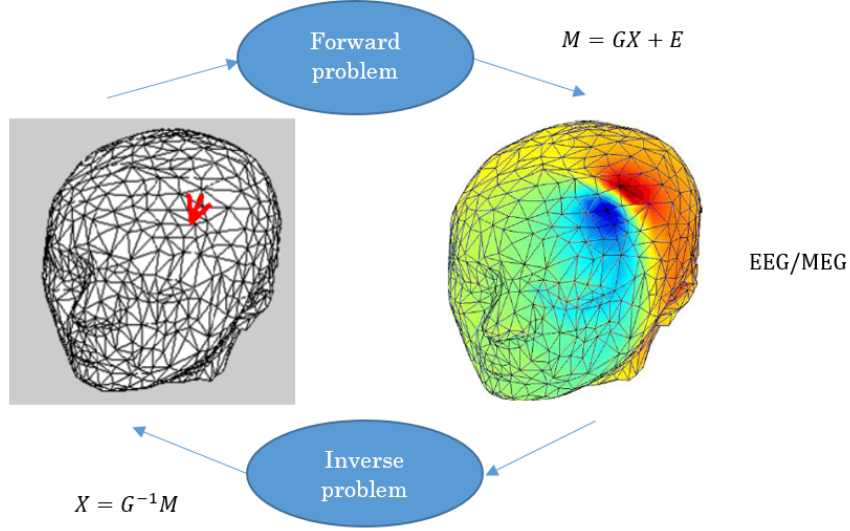 Forward
problem
M = GX + E
EEG/MEG
Inverse
problem
X = G⁻¹M